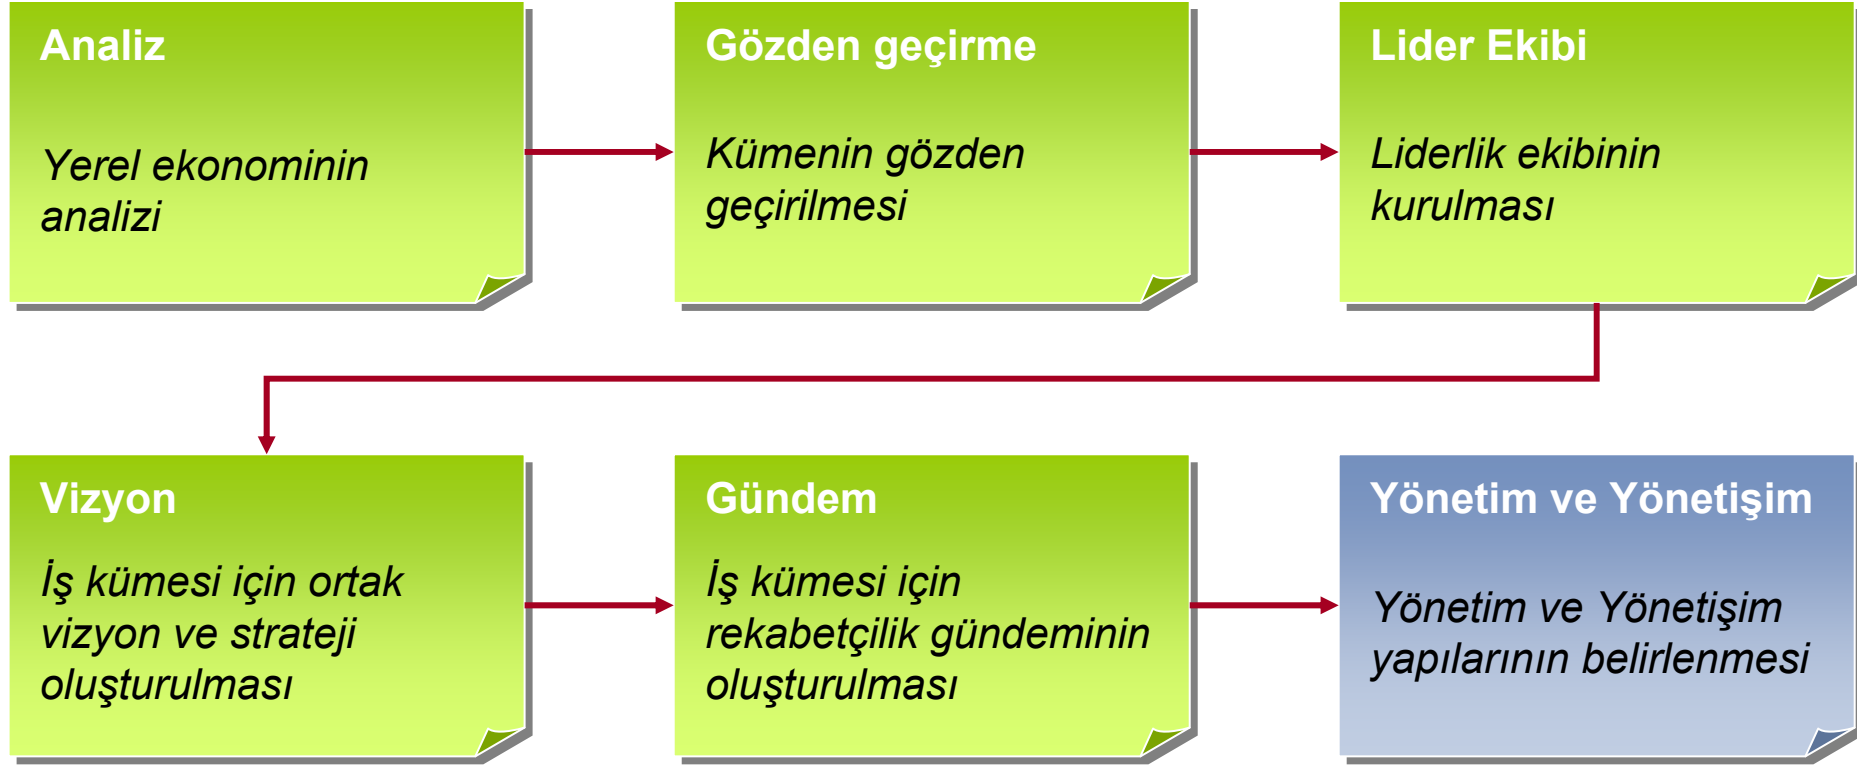 Analiz
Yerel ekonominin
analizi
Gözden geçirme
Kümenin gözden
geçirilmesi
Lider Ekibi
Liderlik ekibinin
kurulması
Vizyon
İş kümesi için ortak
vizyon ve strateji
oluşturulması
Gündem
İş kümesi için
rekabetçilik gündeminin
oluşturulması
Yönetim ve Yönetişim
Yönetim ve Yönetişim
yapılarının belirlenmesi